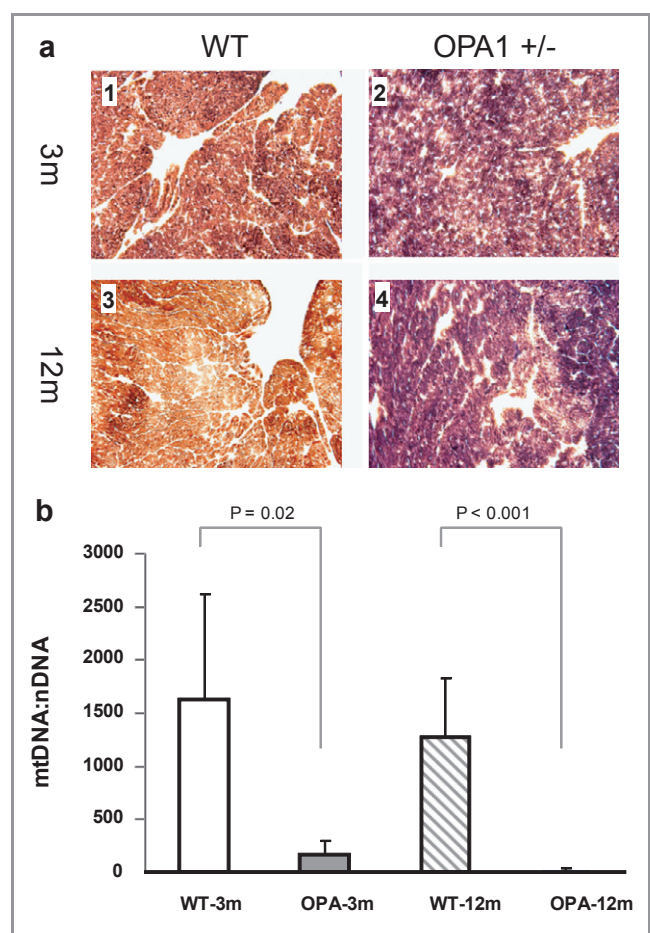 a
WT OPA1 +/-
3m
1 2
12m
3 4
b
P = 0.02 P < 0.001
mtDNA:nDNA
3000
2500
2000
1500
1000
500
0
WT-3m OPA-3m WT-12m OPA-12m